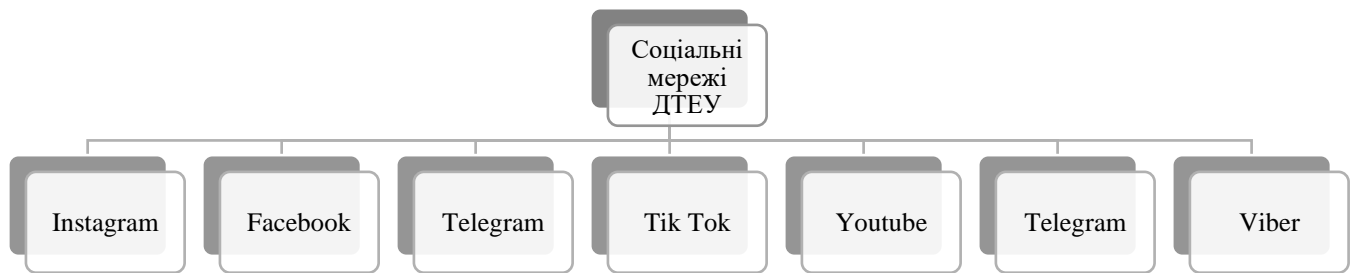 Соціальні
мережі
ДТЕУ
Instagram
Facebook
Telegram
Tik Tok
Youtube
Telegram
Viber